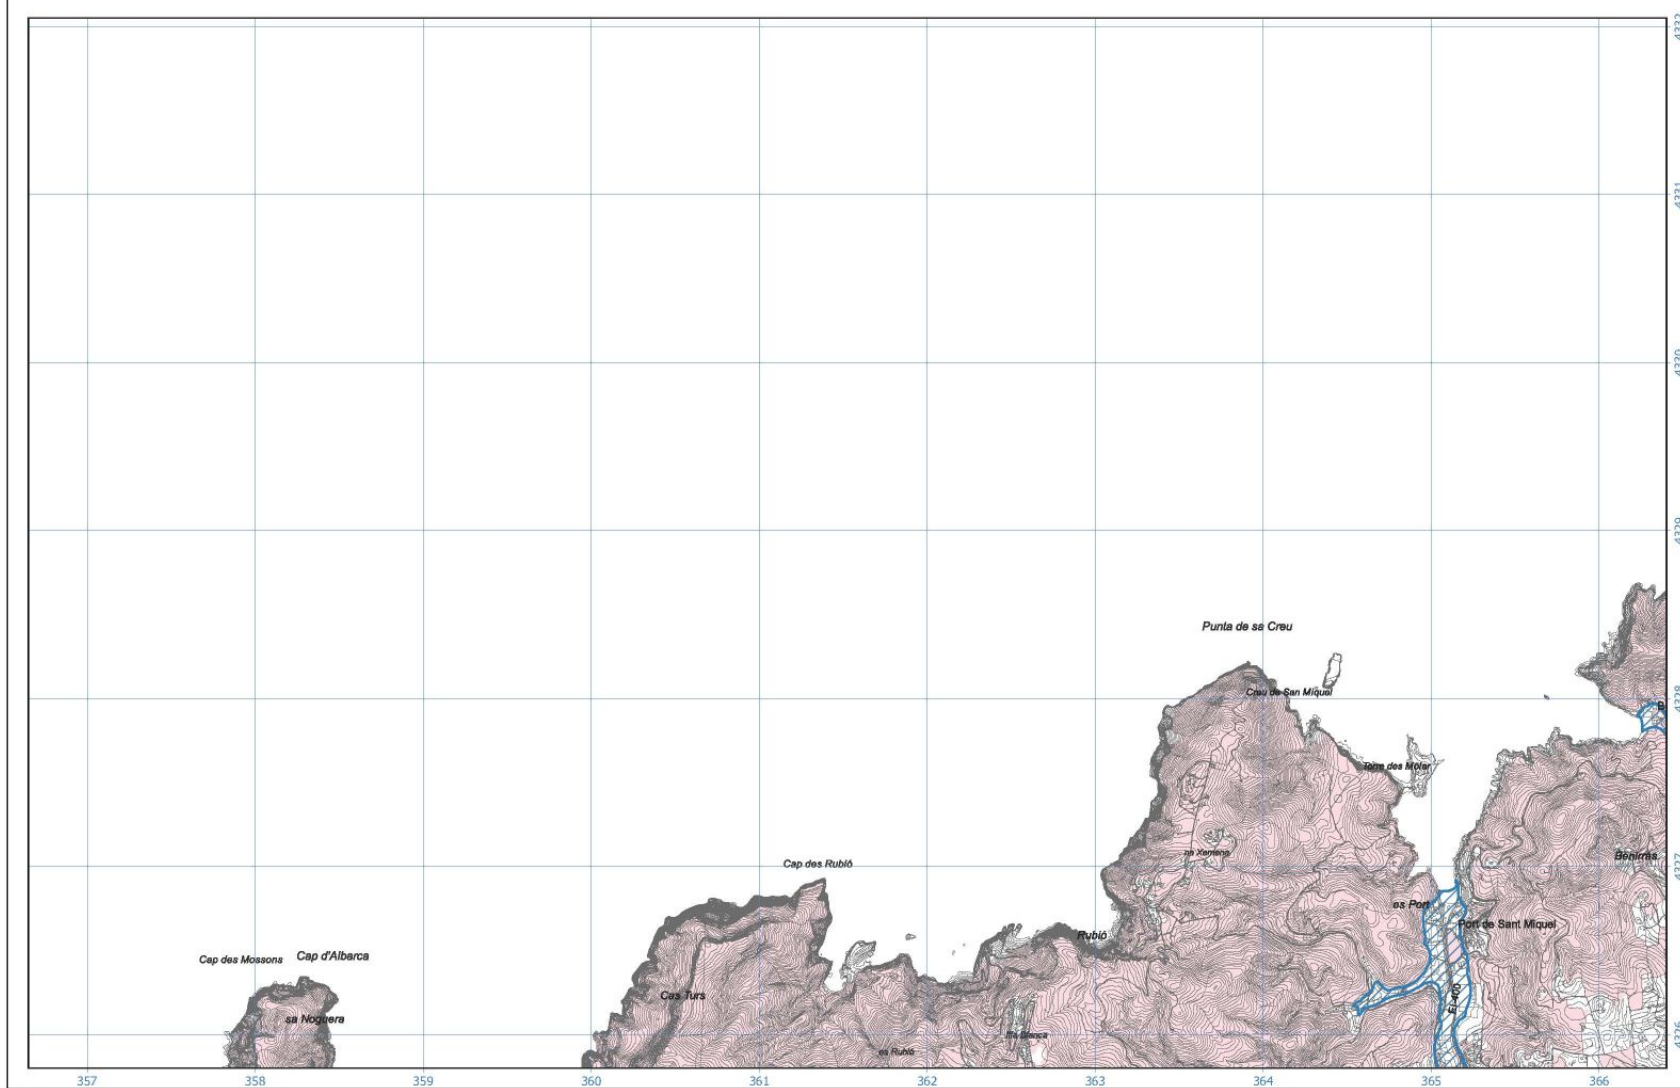 4332
4331
4330
4329
Punta de sa Creu
Creu de San Miquel
4328
Torre des Molar
Benirràs
4327
Cap des Rubió
es Port
Port de Sant Miquel
Rubió
Cap des Mossons
Cap d'Albarca
Cas Turs
sa Noguera
4326
es Rubió
357
358
359
360
361
362
363
364
365
366